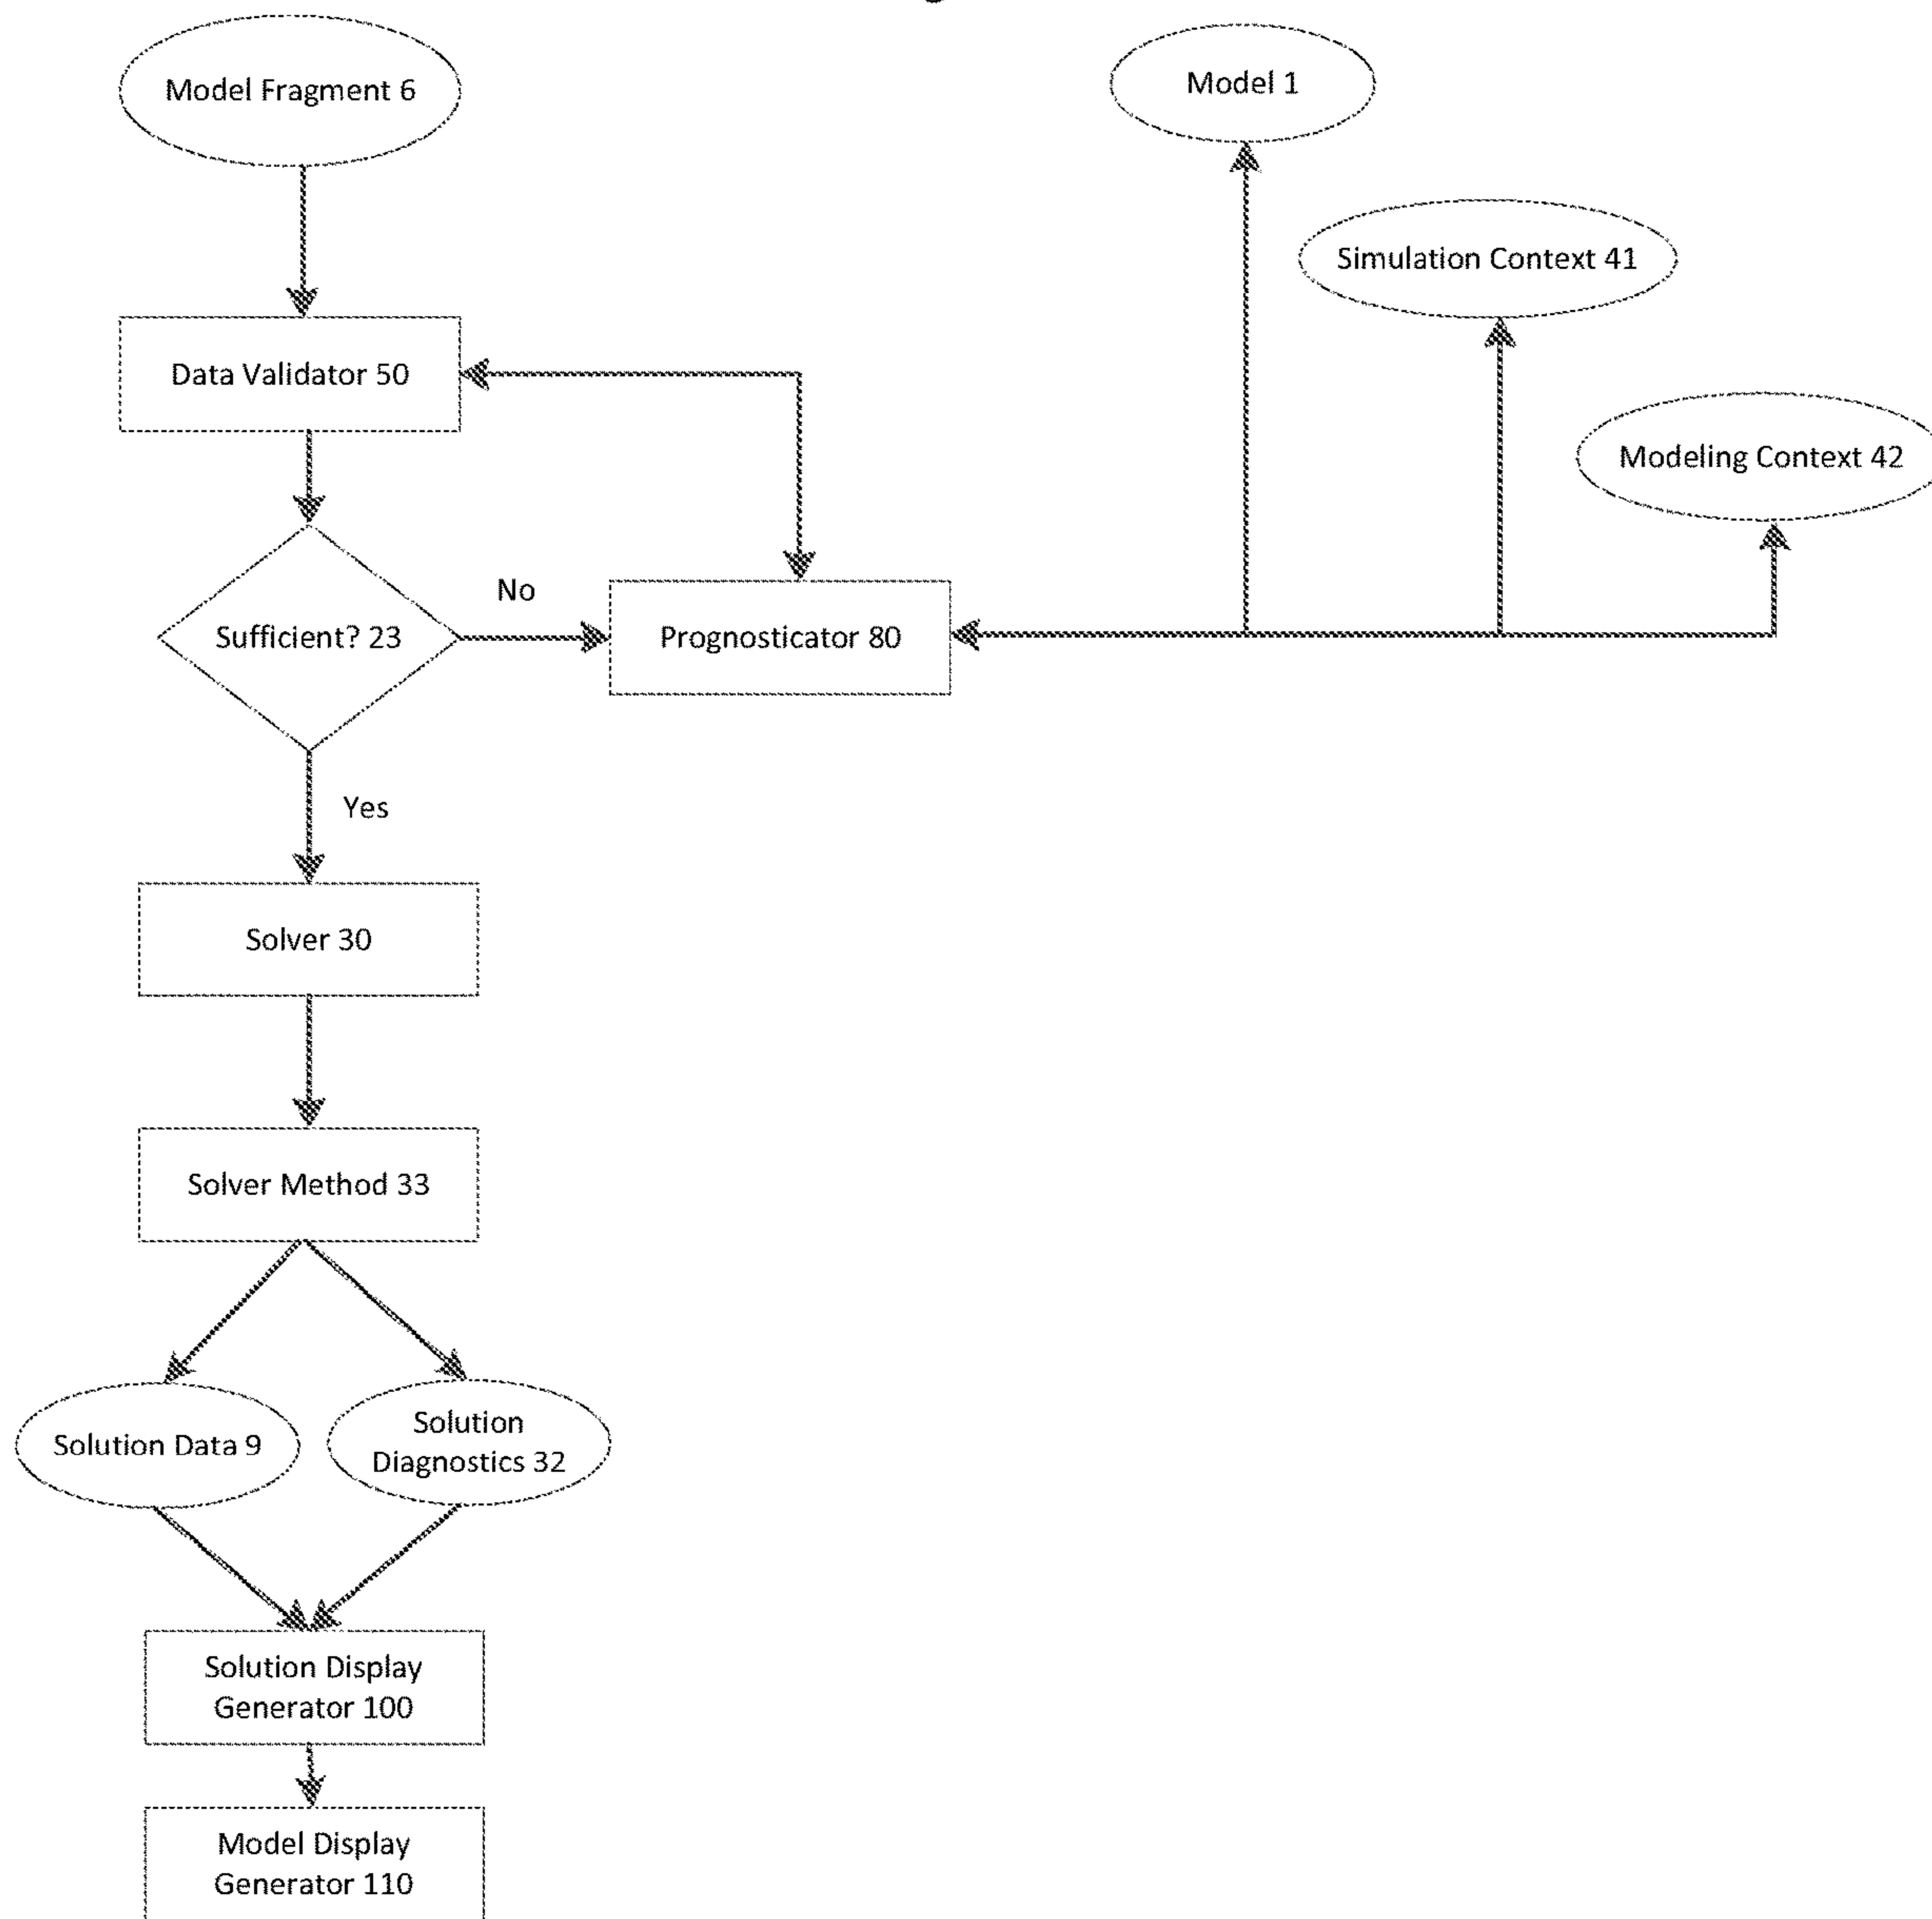 Model Fragment 6
Model 1
Simulation Context 41
Data Validator 50
Modeling Context 42
No
Sufficient? 23
Prognosticator 80
Yes
Solver 30
Solver Method 33
Solution Data 9
Solution
Diagnostics 32
Solution Display
Generator 100
Model Display
Generator 110